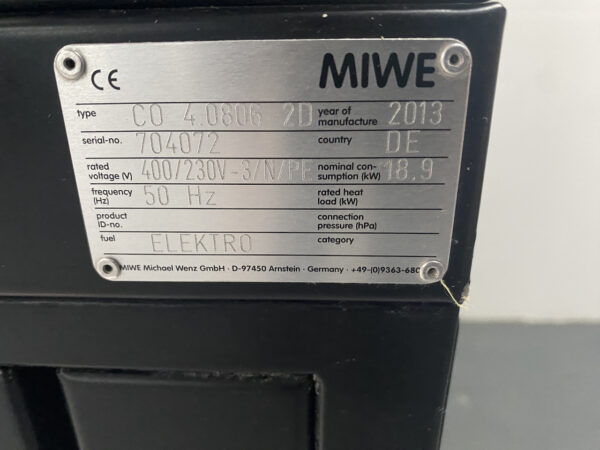 CE MIWE
type CO 4.0806 2D year of manufacture 2013
serial-no. 704072 country DE
rated voltage (V) 400/230V-3/N/PE nominal con-sumption (kW) 18.9
frequency (Hz) 50 Hz rated heat load (kW)
product ID-no. connection pressure (hPa)
fuel ELEKTRO category
MIWE Michael Wenz GmbH · D-97450 Arnstein · Germany · +49-(0)9363-680